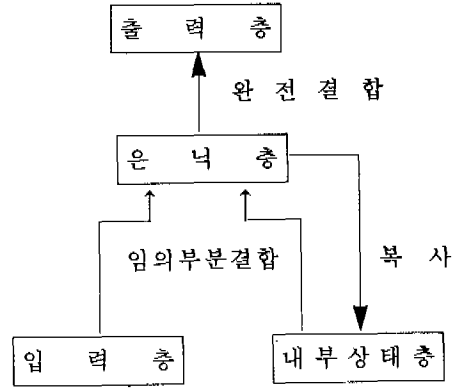 출 력 층
완 전 결 합
은 닉 층
임의부분결합
복 사
입 력 층
내 부 상 태 층